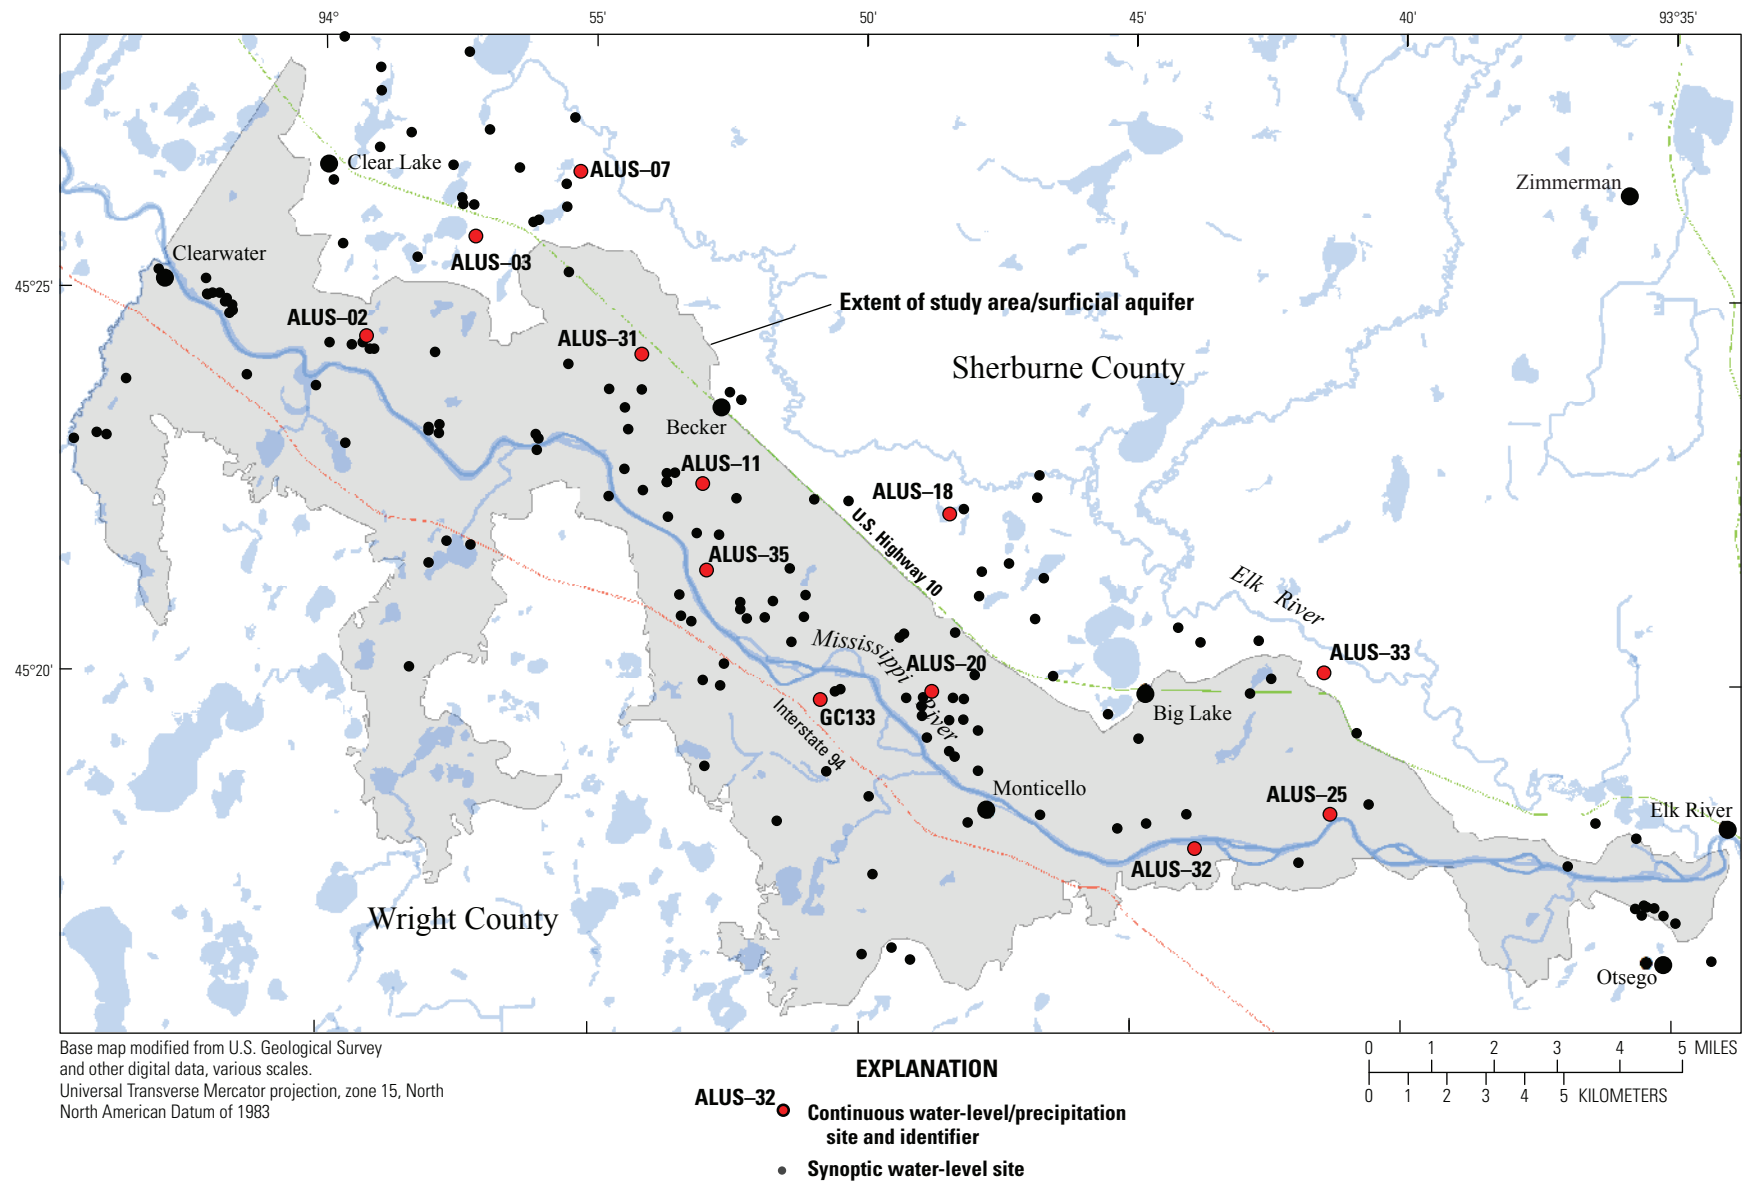 94°
55'
50'
45'
40'
93°35'
Clear Lake
ALUS–07
Zimmerman
Clearwater
ALUS–03
45°25'
Extent of study area/surficial aquifer
ALUS–02
ALUS–31
Sherburne County
Becker
ALUS–11
ALUS–18
U.S. Highway 10
ALUS–35
Elk River
Mississippi River
ALUS–33
45°20'
ALUS–20
GC133
Big Lake
Interstate 94
Monticello
ALUS–25
Elk River
ALUS–32
Wright County
Otsego
Base map modified from U.S. Geological Survey
and other digital data, various scales.
Universal Transverse Mercator projection, zone 15, North
North American Datum of 1983
0 1 2 3 4 5 MILES
0 1 2 3 4 5 KILOMETERS
EXPLANATION
ALUS–32
Continuous water-level/precipitation
site and identifier
Synoptic water-level site